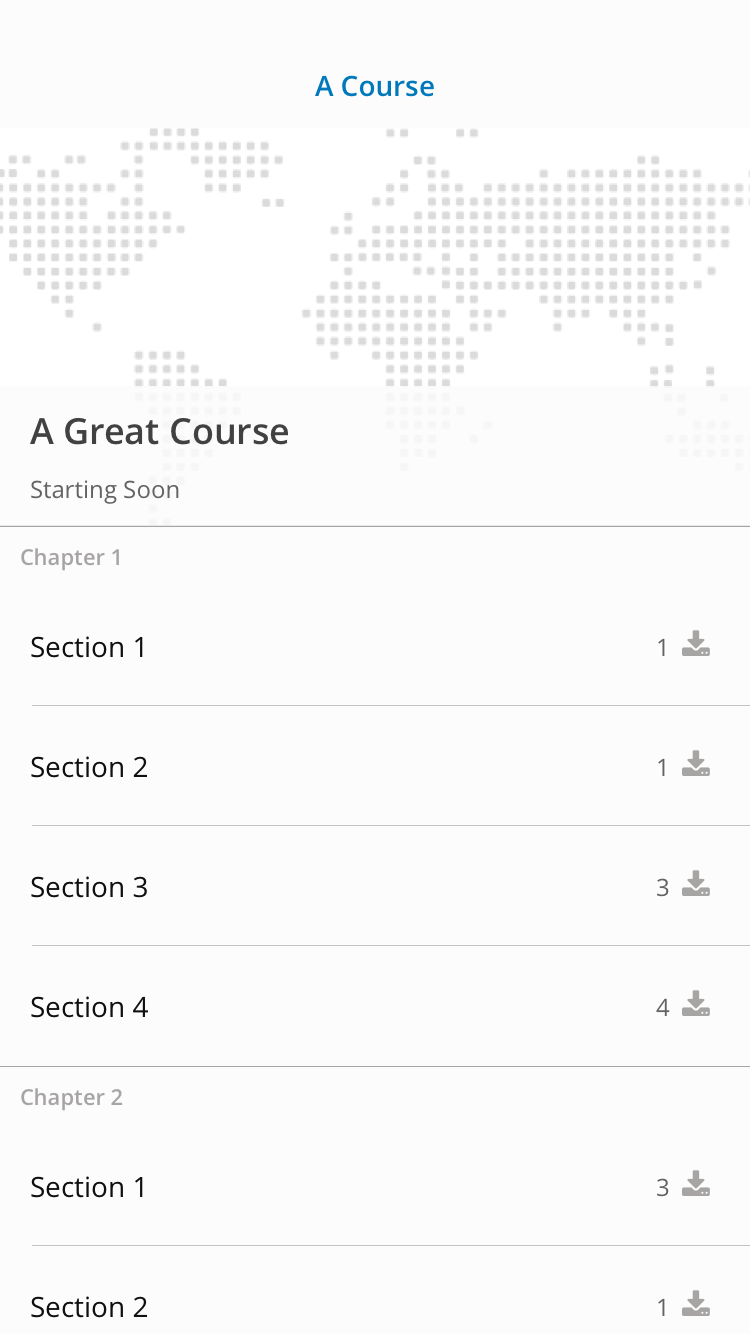 A Course
A Great Course
Starting Soon
Chapter 1
Section 1 1
Section 2 1
Section 3 3
Section 4 4
Chapter 2
Section 1 3
Section 2 1